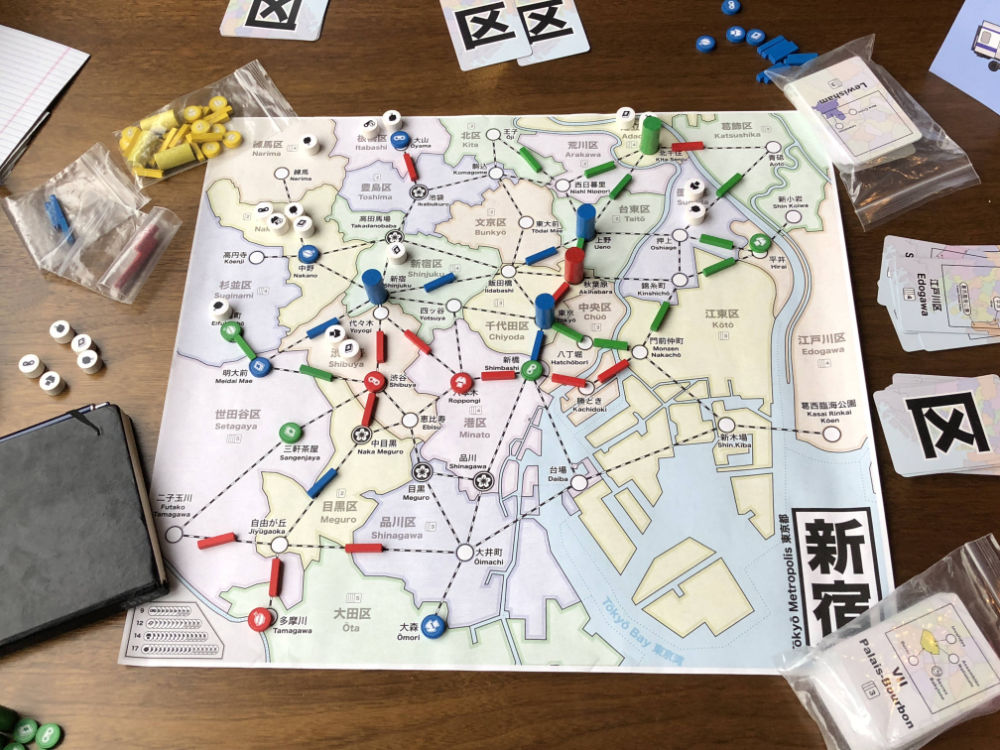 区
区
区
Lewisham
練馬区
Nerima
練馬
Nerima
板橋区
Itabashi
大山
Ōyama
北区
Kita
王子
Ōji
荒川区
Arakawa
Kita Senju
葛飾区
Katsushika
青砥
Aoto
豊島区
Toshima
池袋
Ikebukuro
駒込
Komagome
西日暮里
Nishi Nippori
新小岩
Shin Koiwa
高田馬場
Takadanobaba
文京区
Bunkyō
東大前
Tōdai Mae
台東区
Taitō
上野
Ueno
押上
Oshiage
平井
Hirai
高円寺
Kōenji
中野
Nakano
新宿区
Shinjuku
新宿
Shinjuku
飯田橋
Iidabashi
秋葉原
Akihabara
錦糸町
Kinshichō
杉並区
Suginami
代々木
Yoyogi
四ツ谷
Yotsuya
千代田区
Chiyoda
東京
中央区
Chūō
江東区
Kōtō
江戸川区
Edogawa
明大前
Meidai Mae
Shibuya
渋谷
Shibuya
六本木
Roppongi
新橋
Shimbashi
八丁堀
Hatchōbori
門前仲町
Monzen
Nakachō
勝どき
Kachidoki
世田谷区
Setagaya
三軒茶屋
Sangenjaya
恵比寿
Ebisu
中目黒
Naka Meguro
港区
Minato
品川
Shinagawa
目黒
Meguro
台場
Daiba
新木場
Shin Kiba
葛西臨海公園
Kasai Rinkai
Kōen
二子玉川
Futako
Tamagawa
自由が丘
Jiyūgaoka
目黒区
Meguro
品川区
Shinagawa
大井町
Ōimachi
大田区
Ōta
多摩川
Tamagawa
大森
Ōmori
Tōkyō Bay 東京湾
Tōkyō Metropolis 東京都
新宿
9
12
14
17
江戸川区
Edogawa
区
VII
Palais-Bourbon
3